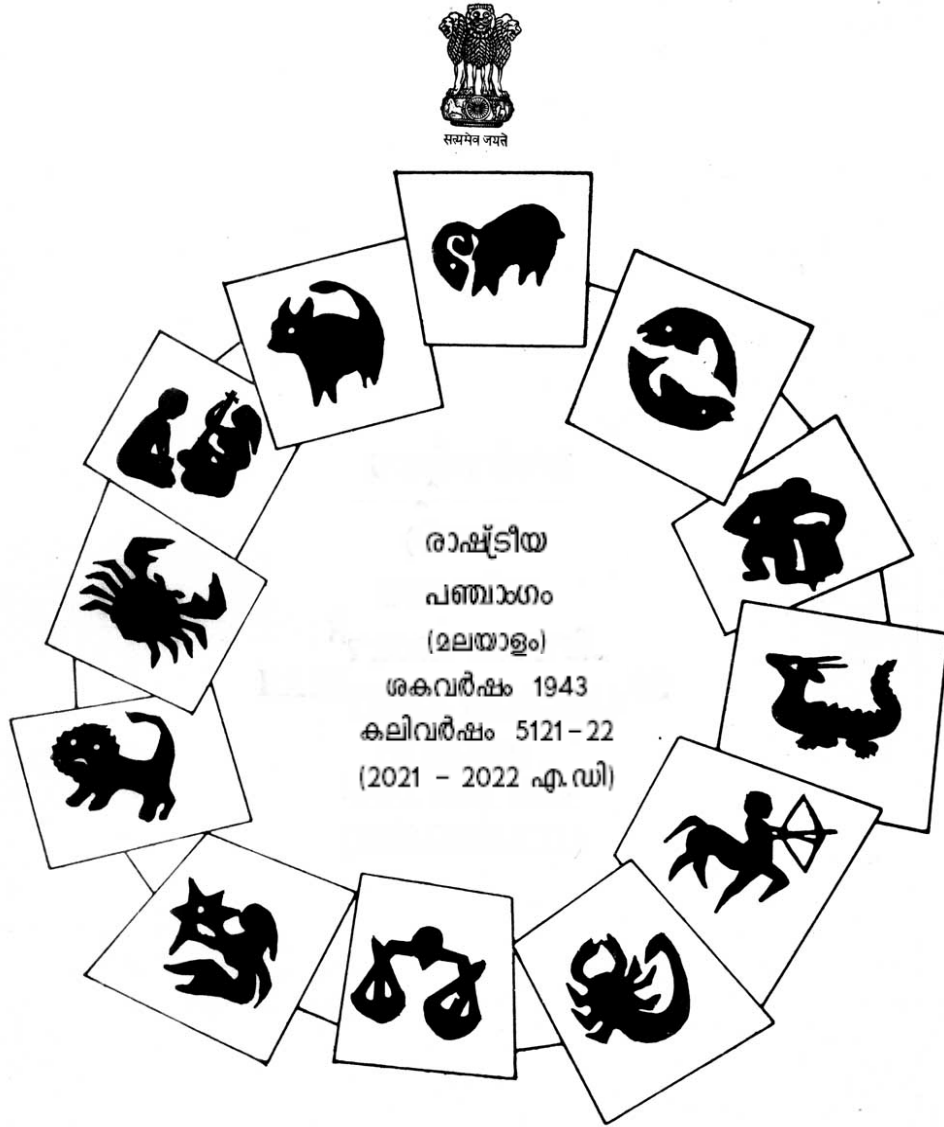 सत्यमेव जयते
രാഷ്ട്രീയ
പഞ്ചാംഗം
(മലയാളം)
ശകവർഷം 1943
കലിവർഷം 5121-22
(2021 - 2022 എ.ഡി)